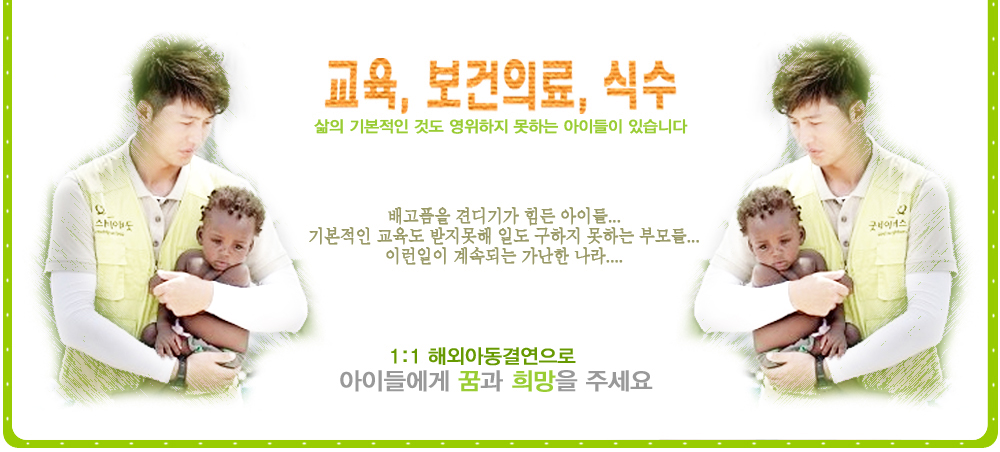 교육, 보건의료, 식수
삶의 기본적인 것도 영위하지 못하는 아이들이 있습니다
배고픔을 견디기가 힘든 아이들...
기본적인 교육도 받지못해 일도 구하지 못하는 부모들...
이런일이 계속되는 가난한 나라....
1:1 해외아동결연으로
아이들에게 꿈과 희망을 주세요